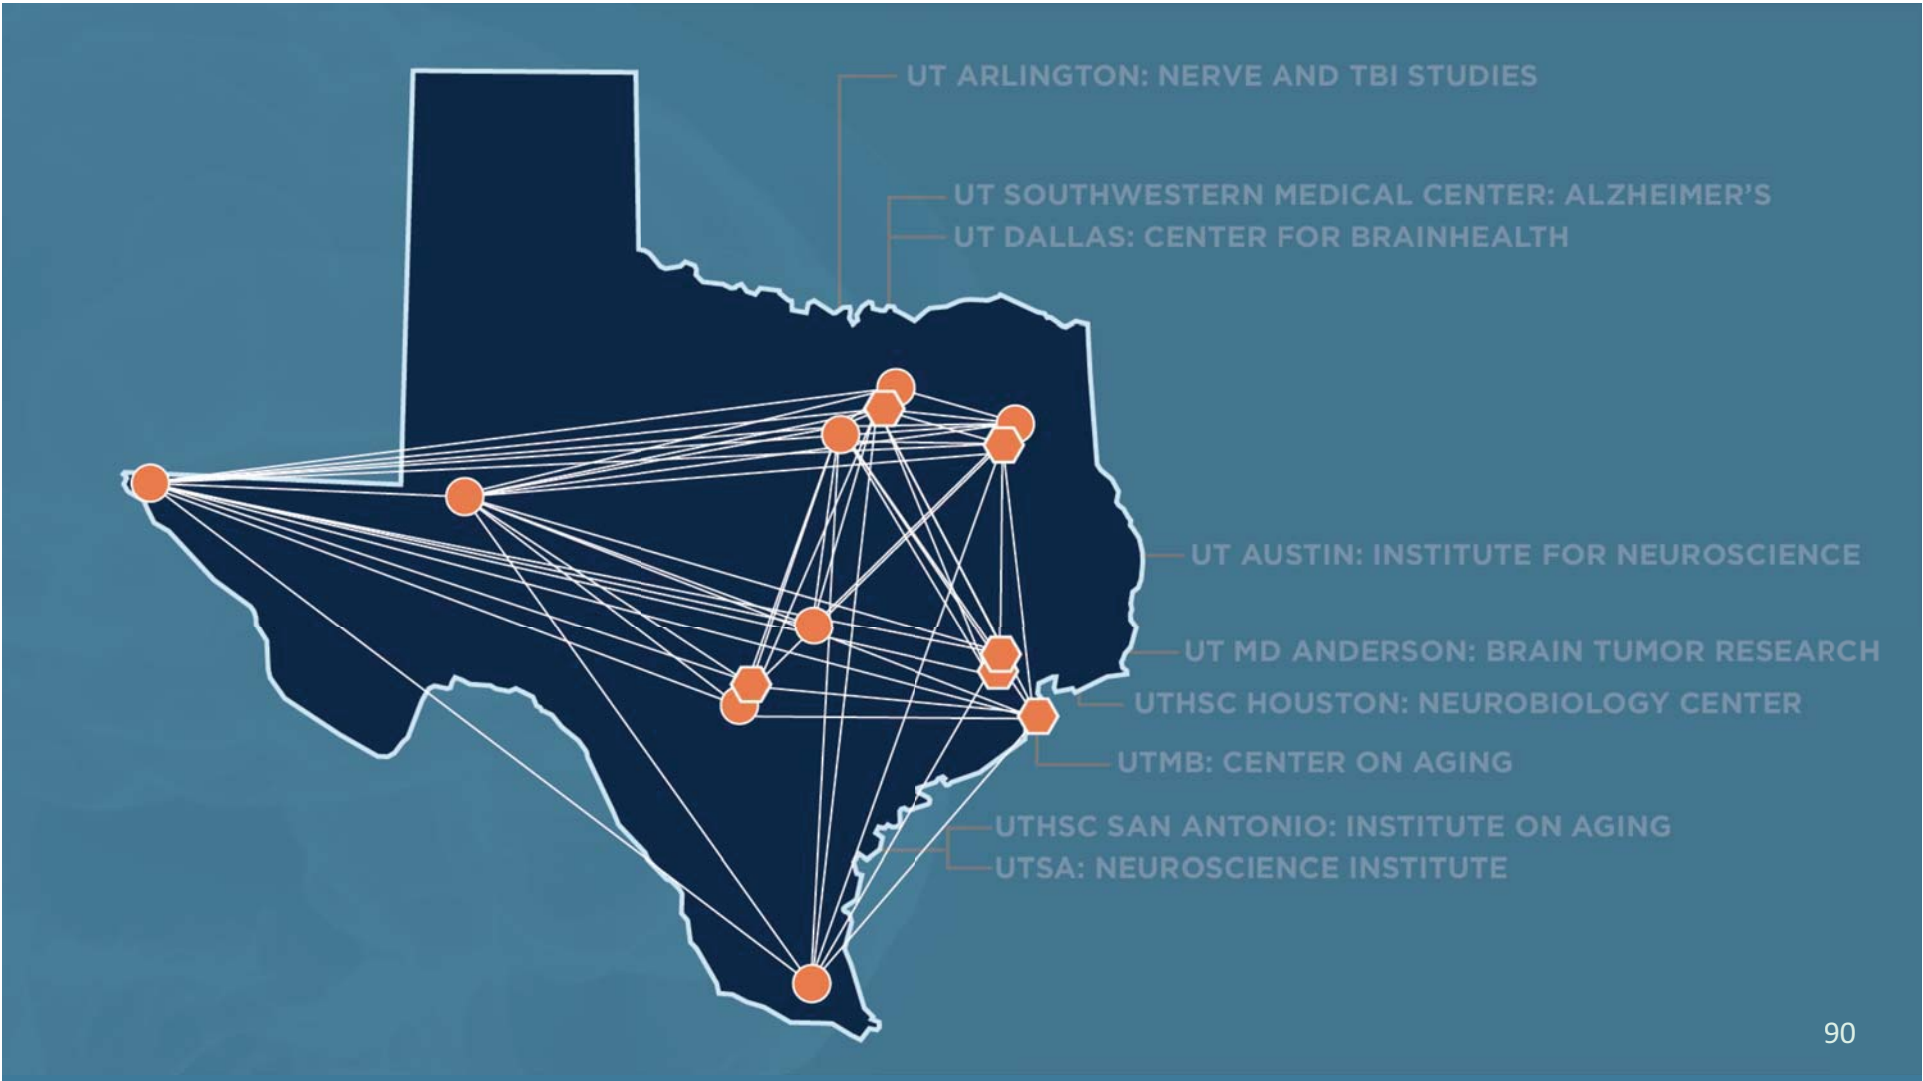 UT ARLINGTON: NERVE AND TBI STUDIES
UT SOUTHWESTERN MEDICAL CENTER: ALZHEIMER’S
UT DALLAS: CENTER FOR BRAINHEALTH
UT AUSTIN: INSTITUTE FOR NEUROSCIENCE
UT MD ANDERSON: BRAIN TUMOR RESEARCH
UTHSC HOUSTON: NEUROBIOLOGY CENTER
UTMB: CENTER ON AGING
UTHSC SAN ANTONIO: INSTITUTE ON AGING
UTSA: NEUROSCIENCE INSTITUTE
90